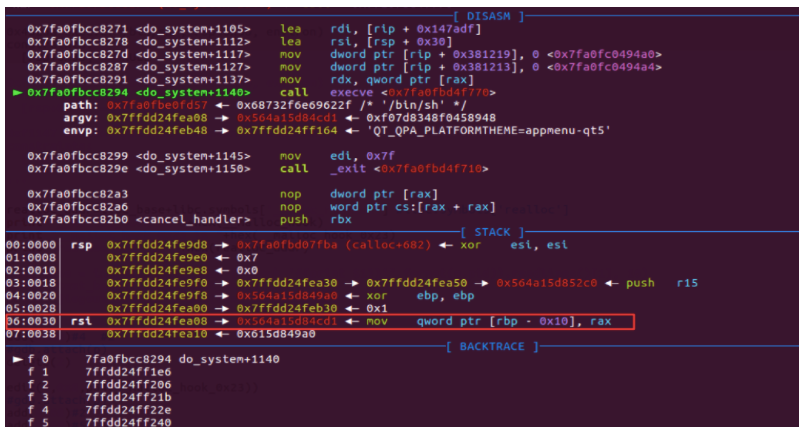 [ DISASM ]
0x7fa0fbcc8271 <do_system+1105> lea rdi, [rip + 0x147adf]
0x7fa0fbcc8278 <do_system+1112> lea rsi, [rsp + 0x30]
0x7fa0fbcc827d <do_system+1117> mov dword ptr [rip + 0x381219], 0 <0x7fa0fc0494a0>
0x7fa0fbcc8287 <do_system+1127> mov dword ptr [rip + 0x381213], 0 <0x7fa0fc0494a4>
0x7fa0fbcc8291 <do_system+1137> mov rdx, qword ptr [rax]
► 0x7fa0fbcc8294 <do_system+1140> call execve <0x7fa0fbd4f770>
path: 0x7fa0fbe0fd57 ◄— 0x68732f6e69622f /* '/bin/sh' */
argv: 0x7ffdd24fea08 —► 0x564a15d84cd1 ◄— 0xf07d8348f0458948
envp: 0x7ffdd24feb48 —► 0x7ffdd24ff164 ◄— 'QT_QPA_PLATFORMTHEME=appmenu-qt5'
0x7fa0fbcc8299 <do_system+1145> mov edi, 0x7f
0x7fa0fbcc829e <do_system+1150> call _exit <0x7fa0fbd4f710>
0x7fa0fbcc82a3 nop dword ptr [rax]
0x7fa0fbcc82a6 nop word ptr cs:[rax + rax]
0x7fa0fbcc82b0 <cancel_handler> push rbx
[ STACK ]
00:0000│ rsp 0x7ffdd24fe9d8 —► 0x7fa0fbd07fba (calloc+682) ◄— xor esi, esi
01:0008│ 0x7ffdd24fe9e0 ◄— 0x7
02:0010│ 0x7ffdd24fe9e8 ◄— 0x0
03:0018│ 0x7ffdd24fe9f0 —► 0x7ffdd24fea30 —► 0x7ffdd24fea50 —► 0x564a15d852c0 ◄— push r15
04:0020│ 0x7ffdd24fe9f8 —► 0x564a15d849a0 ◄— xor ebp, ebp
05:0028│ 0x7ffdd24fea00 —► 0x7ffdd24feb30 ◄— 0x1
06:0030│ rsi 0x7ffdd24fea08 —► 0x564a15d84cd1 ◄— mov qword ptr [rbp - 0x10], rax
07:0038│ 0x7ffdd24fea10 ◄— 0x615d849a0
[ BACKTRACE ]
► f 0 7fa0fbcc8294 do_system+1140
f 1 7ffdd24ff1e6
f 2 7ffdd24ff206
f 3 7ffdd24ff21b
f 4 7ffdd24ff22e
f 5 7ffdd24ff240